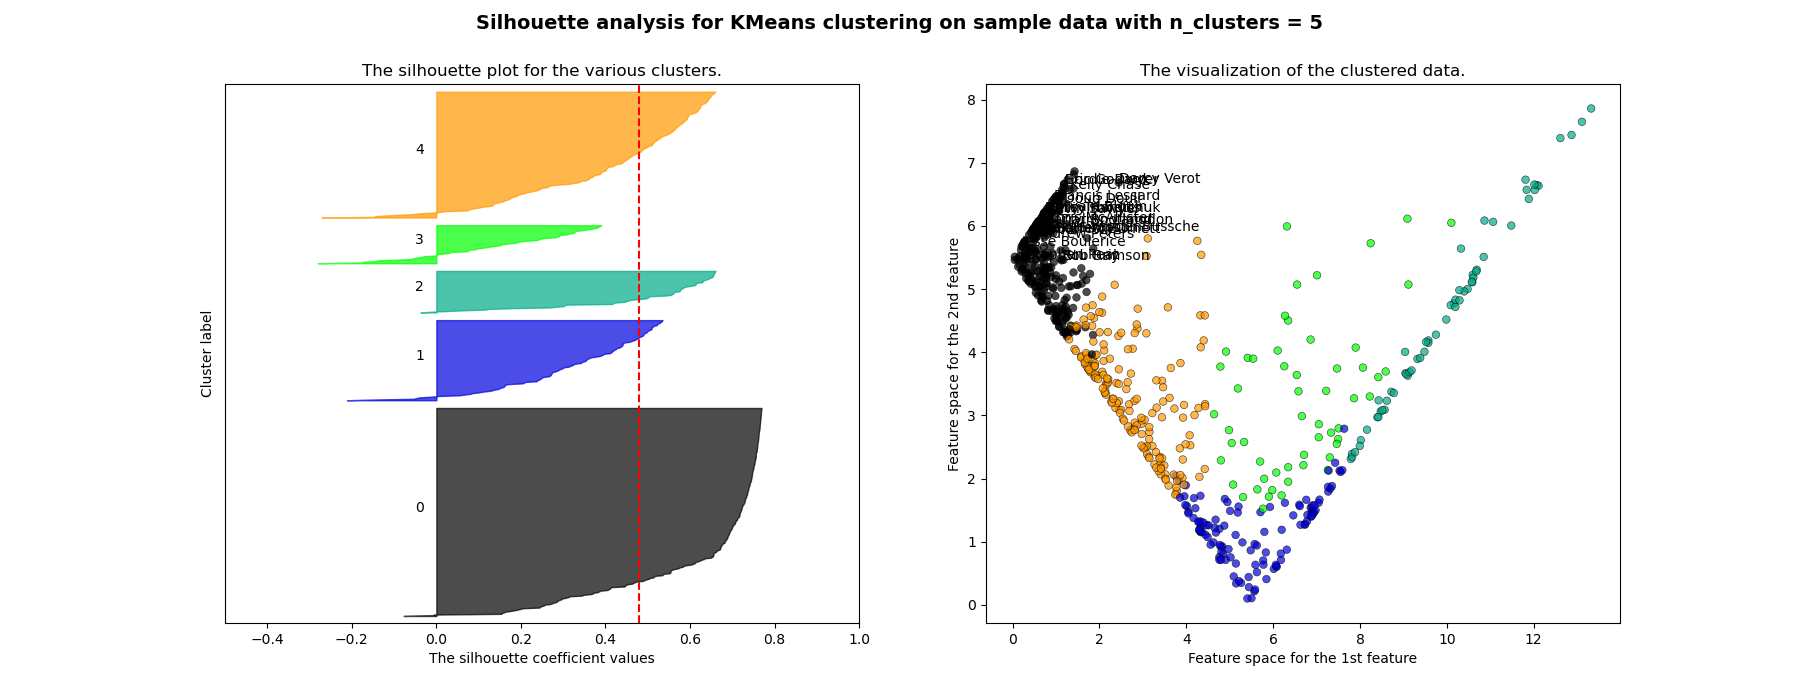 Silhouette analysis for KMeans clustering on sample data with n_clusters = 5
The silhouette plot for the various clusters.
4
3
2
1
0
Cluster label
−0.4 −0.2 0.0 0.2 0.4 0.6 0.8 1.0
The silhouette coefficient values
The visualization of the clustered data.
8
7
6
5
4
3
2
1
0
Feature space for the 2nd feature
Verot
Kelly Chase
Boulerice
0 2 4 6 8 10 12
Feature space for the 1st feature